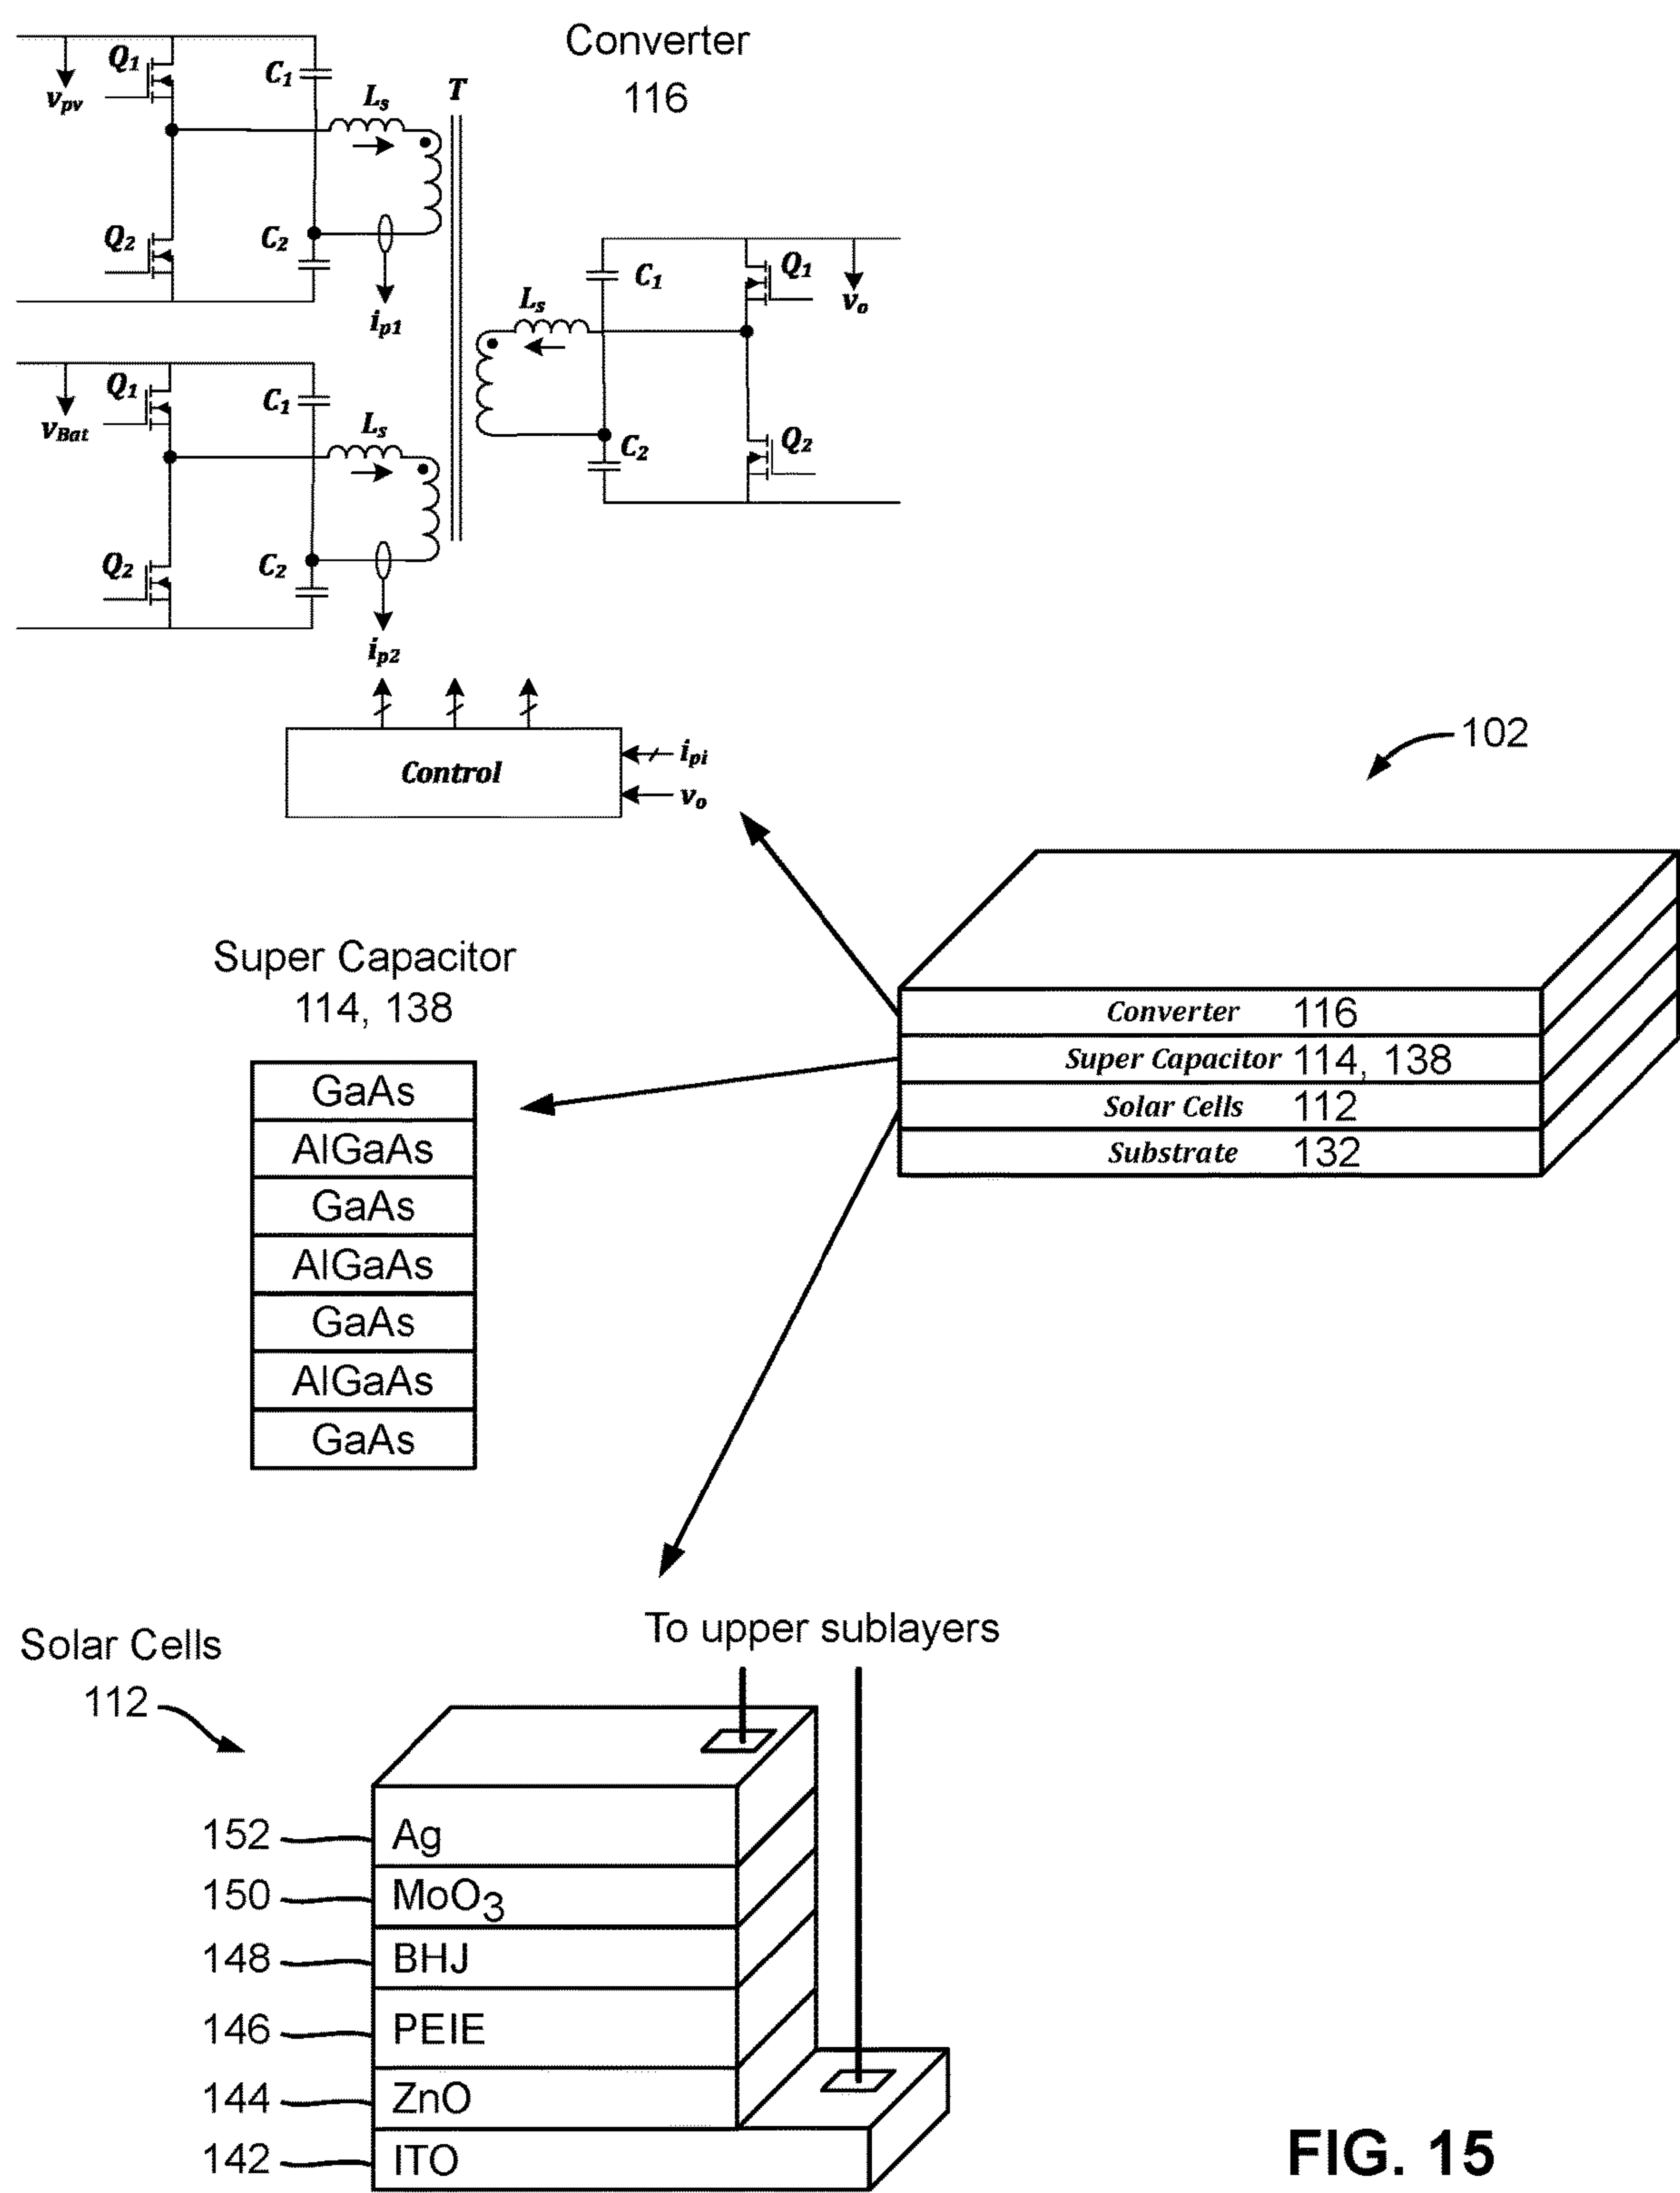 Converter
116
Q1
C1
Ls
T
vpv
Q2
C2
ip1
C1
Q1
Ls
vo
C2
Q2
Q1
C1
Ls
vBat
Q2
C2
ip2
Control
ipi
vo
102
Super Capacitor
114, 138
GaAs
AlGaAs
GaAs
AlGaAs
GaAs
AlGaAs
GaAs
Converter 116
Super Capacitor 114, 138
Solar Cells 112
Substrate 132
To upper sublayers
Solar Cells
112
152 Ag
150 MoO3
148 BHJ
146 PEIE
144 ZnO
142 ITO
FIG. 15